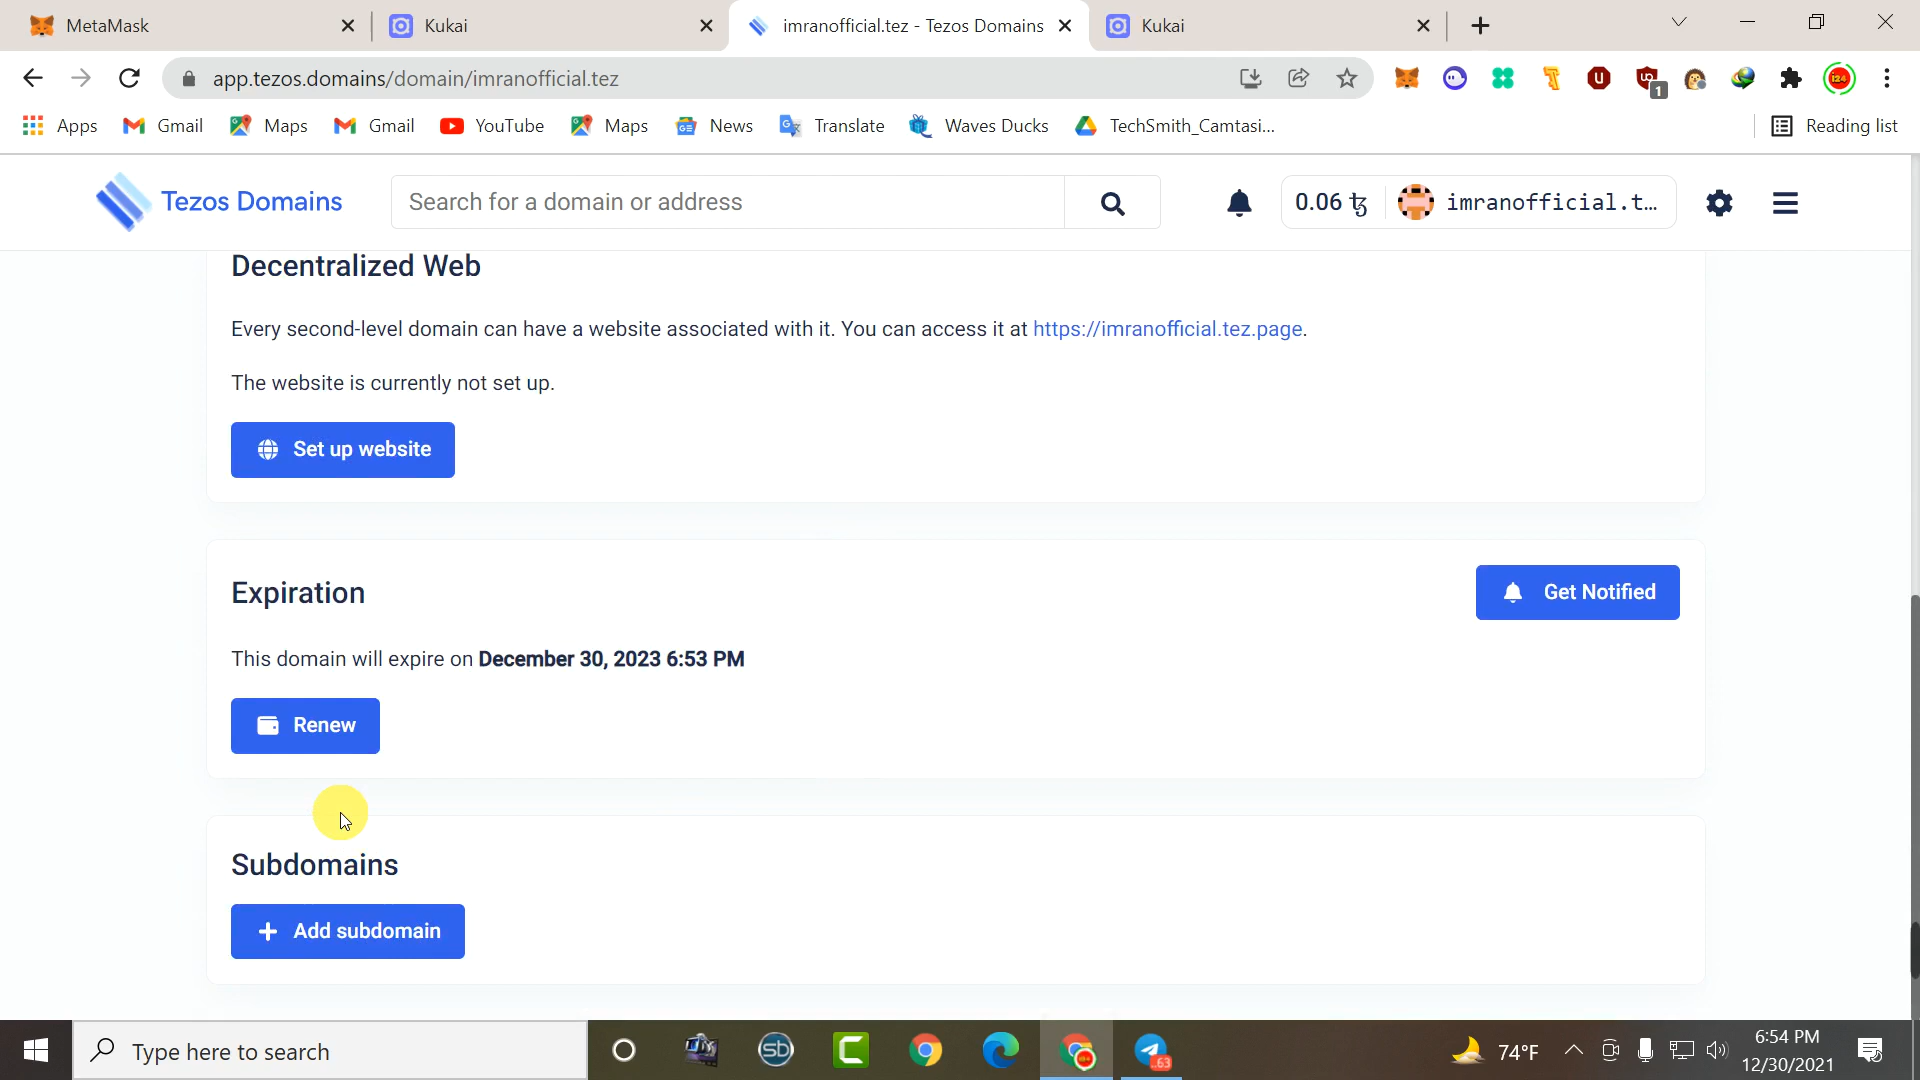 MetaMask
Kukai
imranofficial.tez - Tezos Domains
Kukai
app.tezos.domains/domain/imranofficial.tez
1
124
Apps
Gmail
Maps
Gmail
YouTube
Maps
News
Translate
Waves Ducks
TechSmith_Camtasi...
Reading list
Tezos Domains
Search for a domain or address
0.06 ꜩ
imranofficial.t...
Decentralized Web
Every second-level domain can have a website associated with it. You can access it at https://imranofficial.tez.page.
The website is currently not set up.
Set up website
Expiration
Get Notified
This domain will expire on December 30, 2023 6:53 PM
Renew
Subdomains
+ Add subdomain
Type here to search
sb
C
63
74°F
6:54 PM
12/30/2021